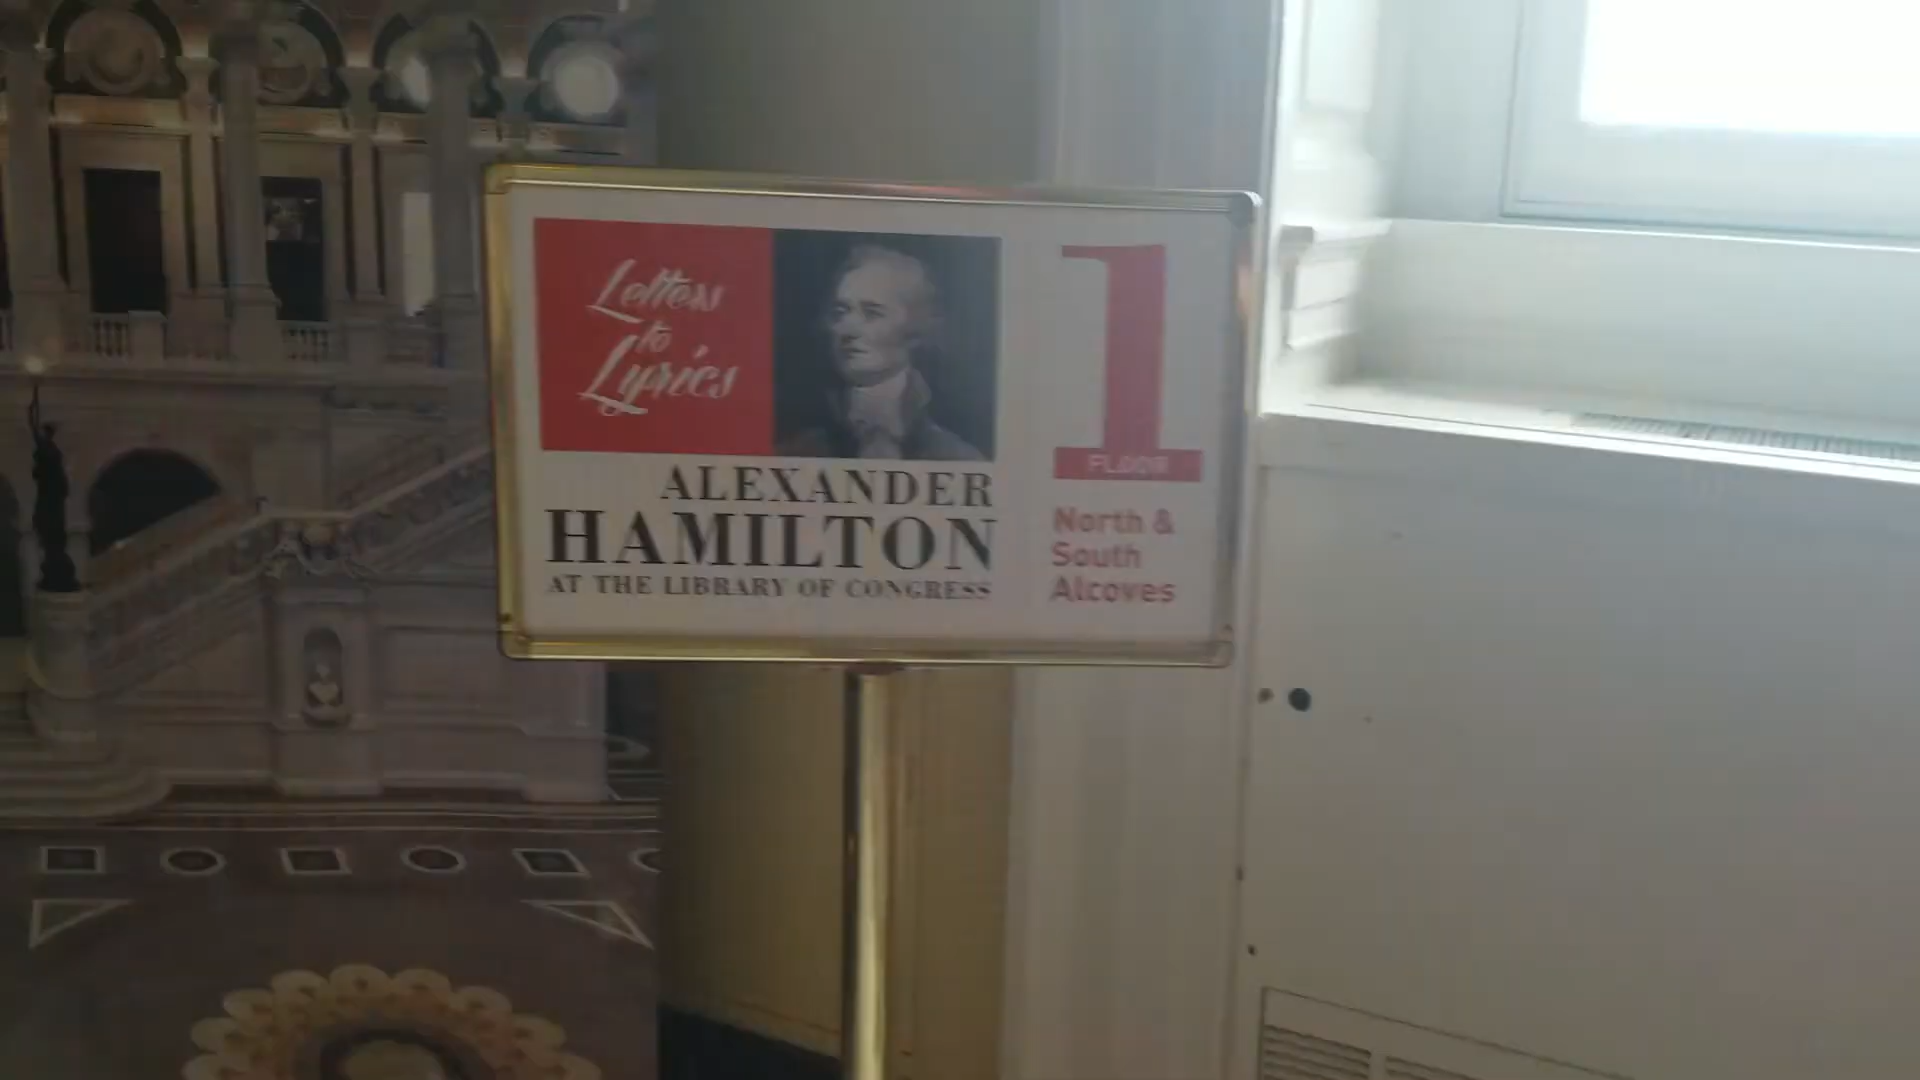 Letters
to
Lyrics
ALEXANDER
HAMILTON
AT THE LIBRARY OF CONGRESS
1
FLOOR
North &
South
Alcoves